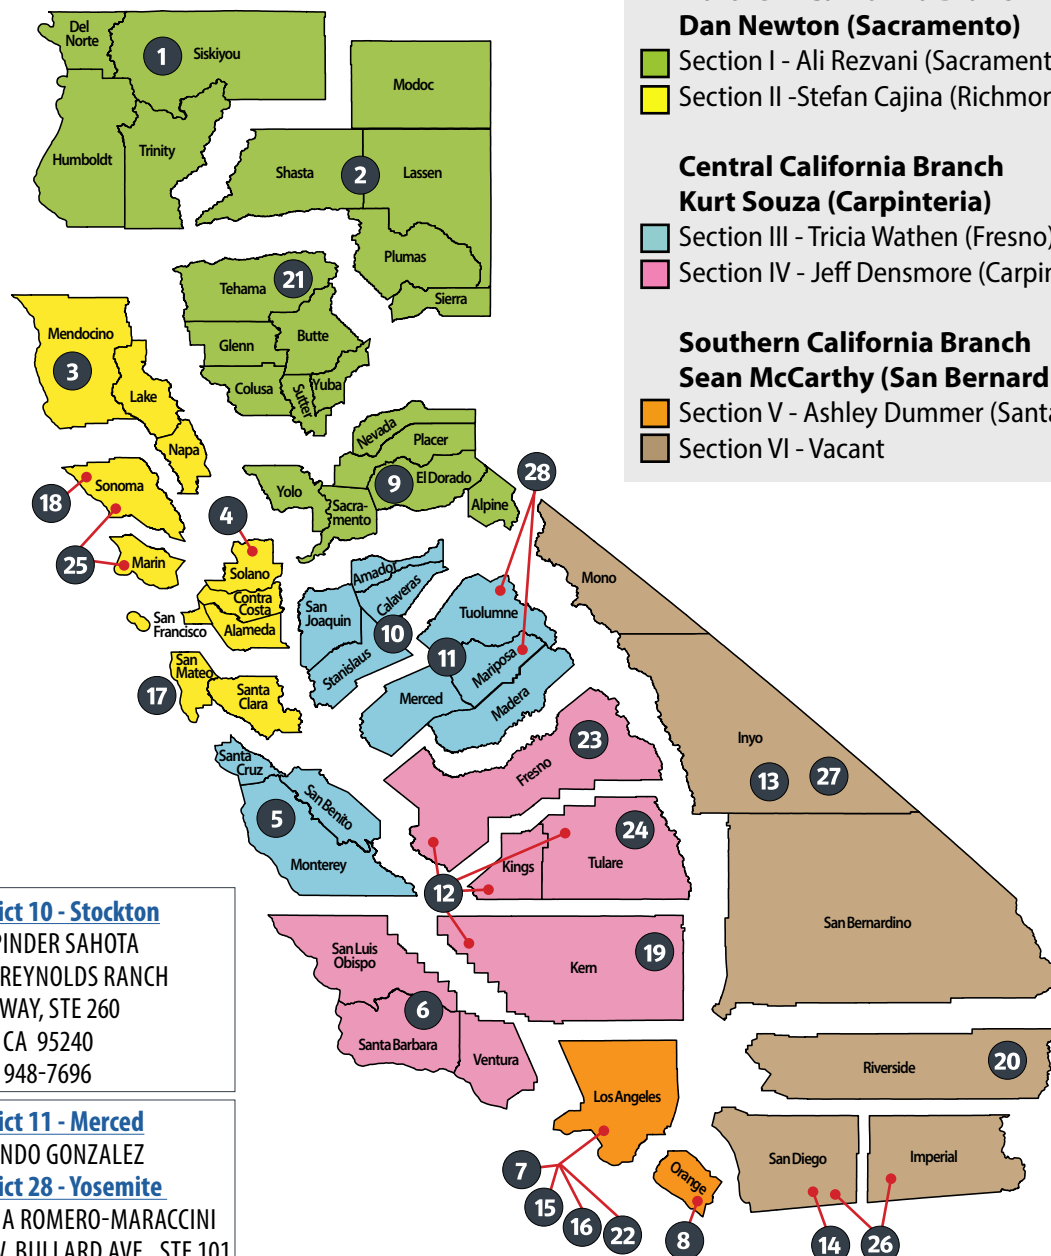 Dan Newton (Sacramento)
Section I - Ali Rezvani (Sacrament
Section II -Stefan Cajina (Richmor
Central California Branch
Kurt Souza (Carpinteria)
Section III - Tricia Wathen (Fresno)
Section IV - Jeff Densmore (Carpin
Southern California Branch
Sean McCarthy (San Bernard
Section V - Ashley Dummer (Santa
Section VI - Vacant
Del
Norte
1
Siskiyou
Humboldt
Trinity
Modoc
Shasta
2
Lassen
Plumas
Sierra
Tehama
21
Glenn
Butte
Colusa
Sutter
Yuba
Mendocino
3
Lake
Napa
Nevada
Placer
9
El Dorado
Yolo
Sacra-
mento
Alpine
28
18
Sonoma
25
Marin
4
Solano
Contra
Costa
Alameda
San
Francisco
San
Mateo
17
Santa
Clara
Amador
Calaveras
San
Joaquin
10
Stanislaus
Tuolumne
11
Mariposa
Merced
Madera
Mono
Inyo
13
27
23
Fresno
Santa
Cruz
San Benito
5
Monterey
24
Kings
Tulare
12
San Bernardino
19
Kern
San Luis
Obispo
6
Santa Barbara
Ventura
Los Angeles
7
15
16
22
Orange
8
Riverside
20
San Diego
Imperial
14
26
ict 10 - Stockton
PINDER SAHOTA
REYNOLDS RANCH
WAY, STE 260
CA 95240
948-7696
ict 11 - Merced
NDO GONZALEZ
ict 28 - Yosemite
A ROMERO-MARACCINI
W. BULLARD AVE., STE 101